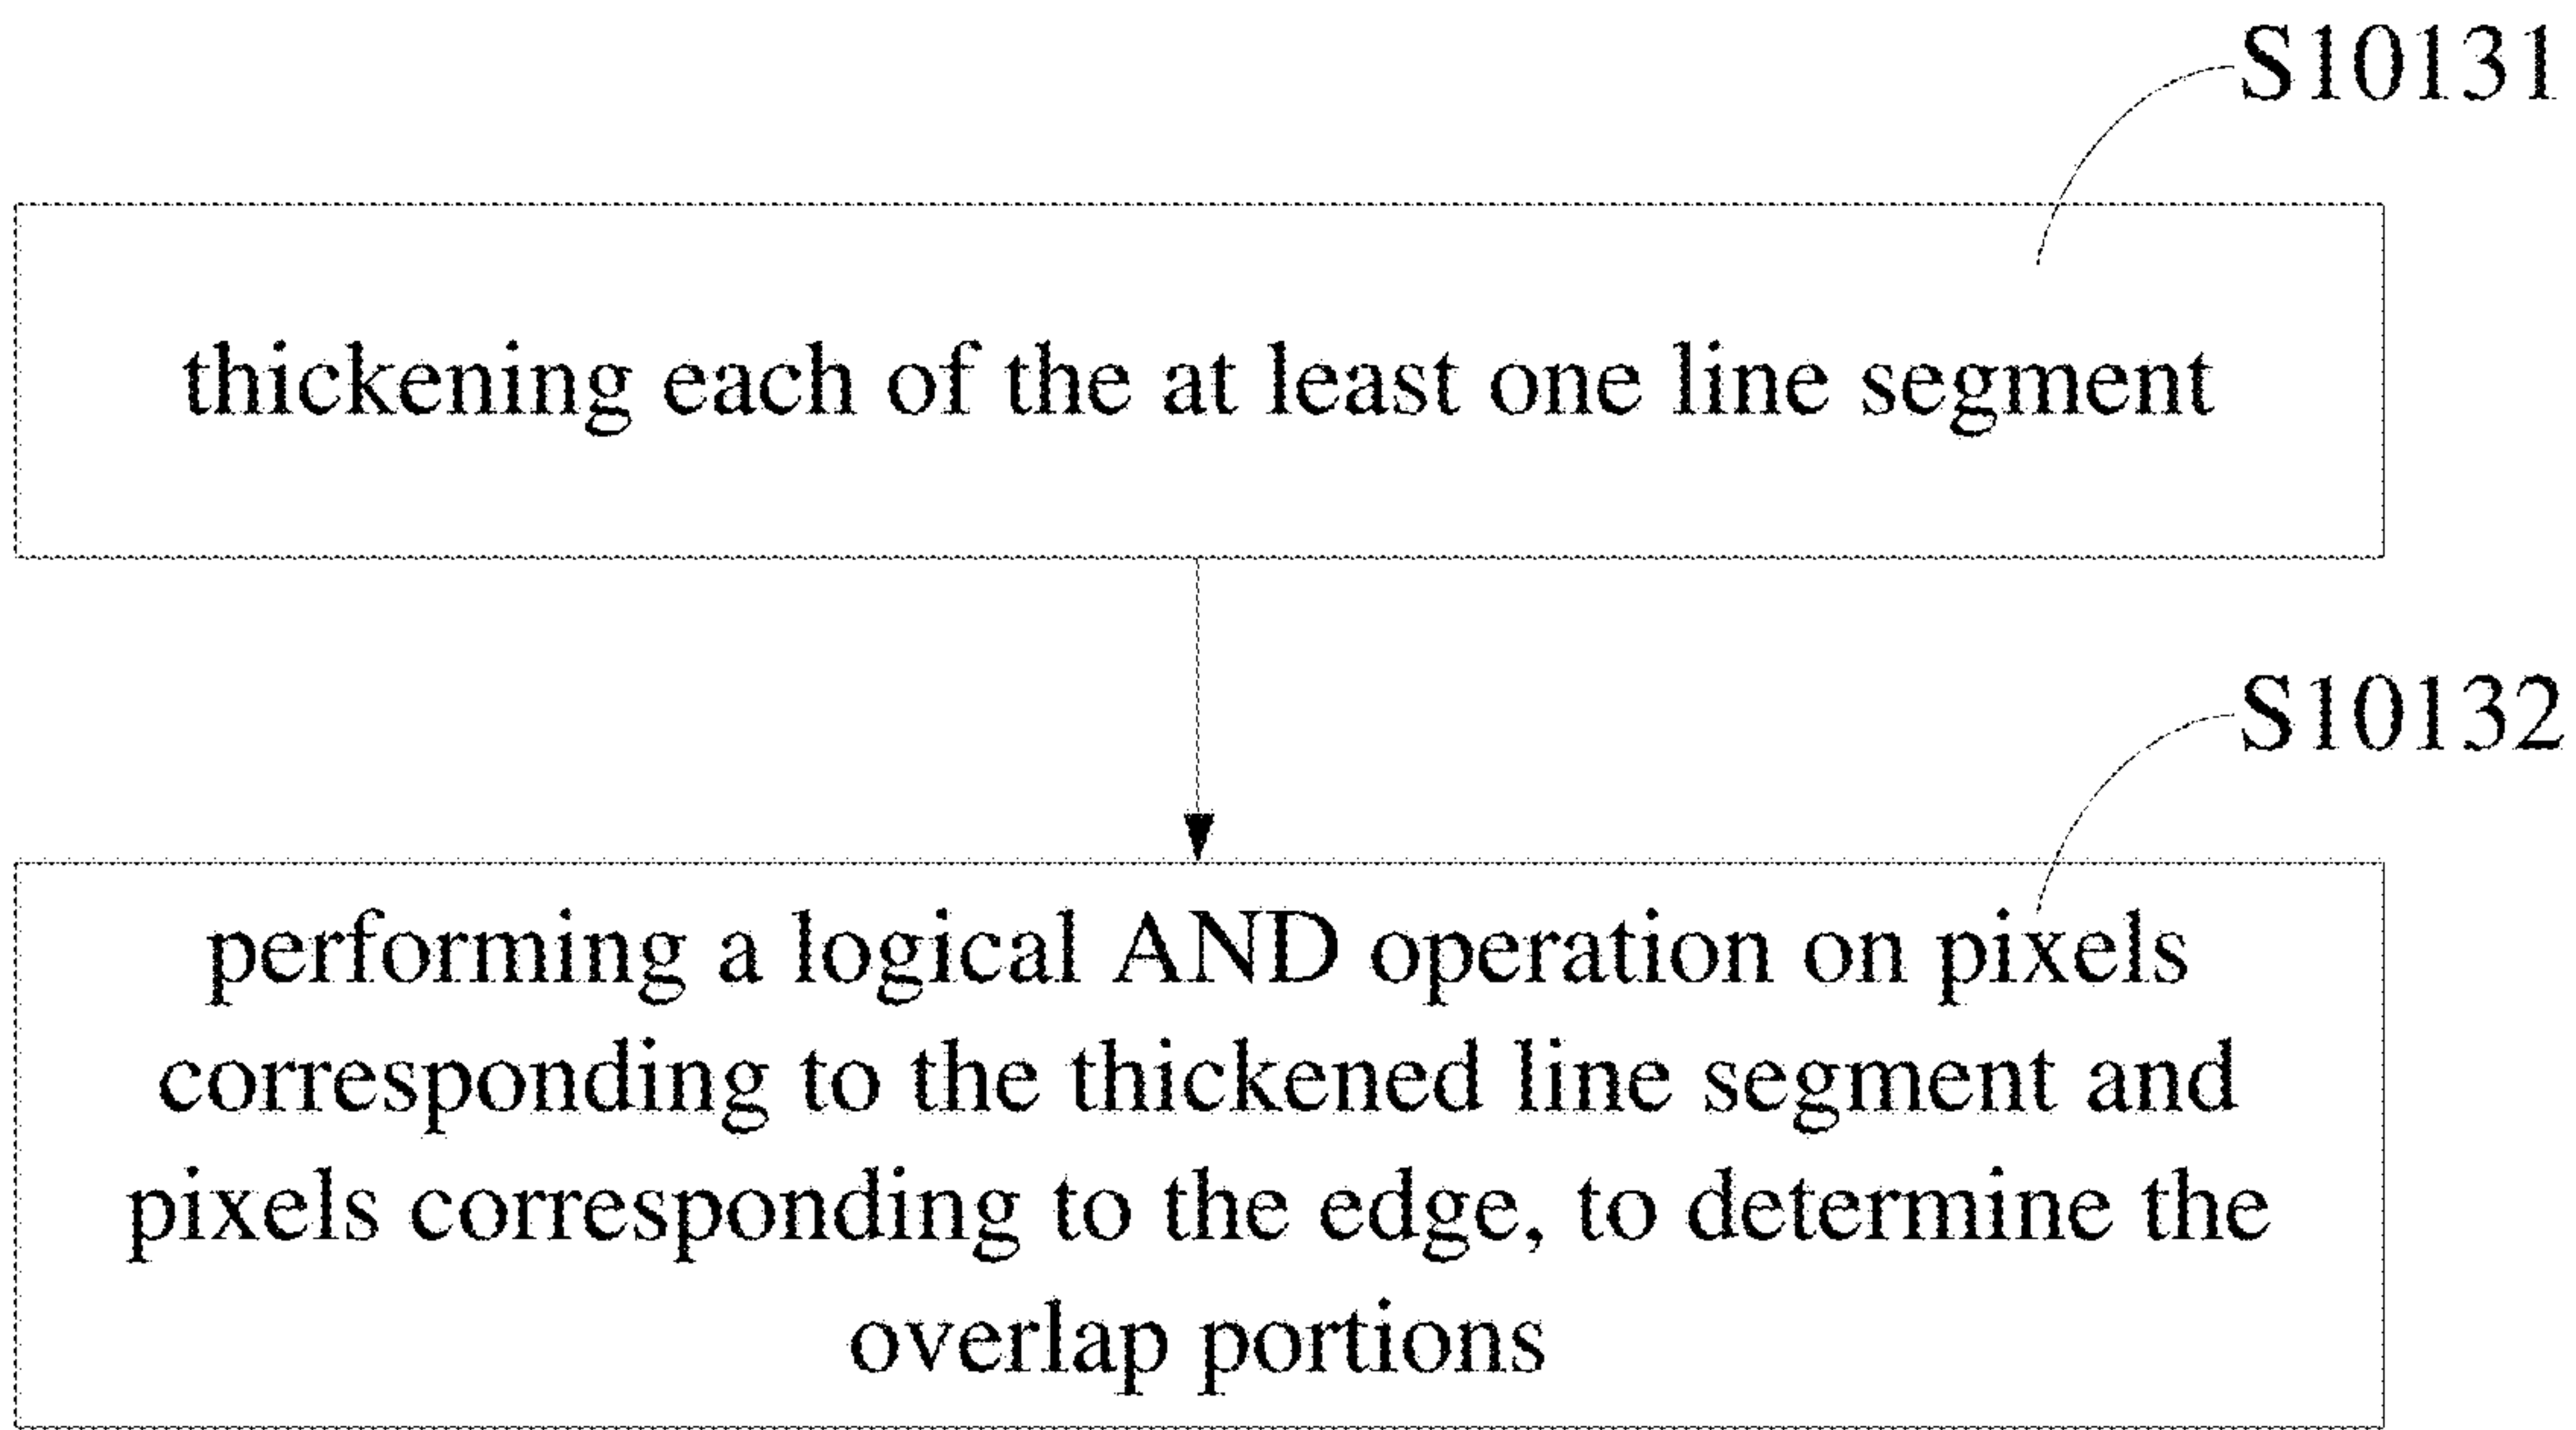 S10131
thickening each of the at least one line segment
S10132
performing a logical AND operation on pixels
corresponding to the thickened line segment and
pixels corresponding to the edge, to determine the
overlap portions